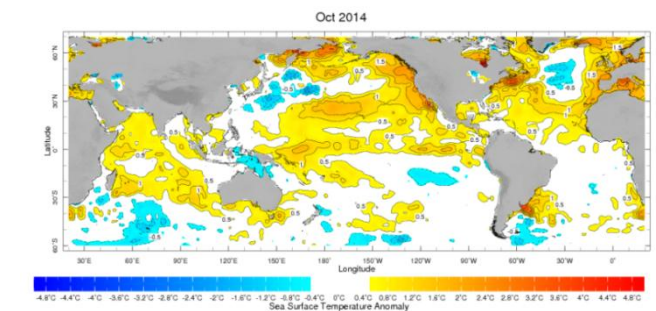 Oct 2014
Latitude
60°N
30°N
0°
30°S
60°S
30°E 60°E 90°E 120°E 150°E 180° 150°W 120°W 90°W 60°W 30°W 0°
Longitude
-4.8°C -4.4°C -4°C -3.6°C -3.2°C -2.8°C -2.4°C -2°C -1.6°C -1.2°C -0.8°C -0.4°C 0°C 0.4°C 0.8°C 1.2°C 1.6°C 2°C 2.4°C 2.8°C 3.2°C 3.6°C 4°C 4.4°C 4.8°C
Sea Surface Temperature Anomaly